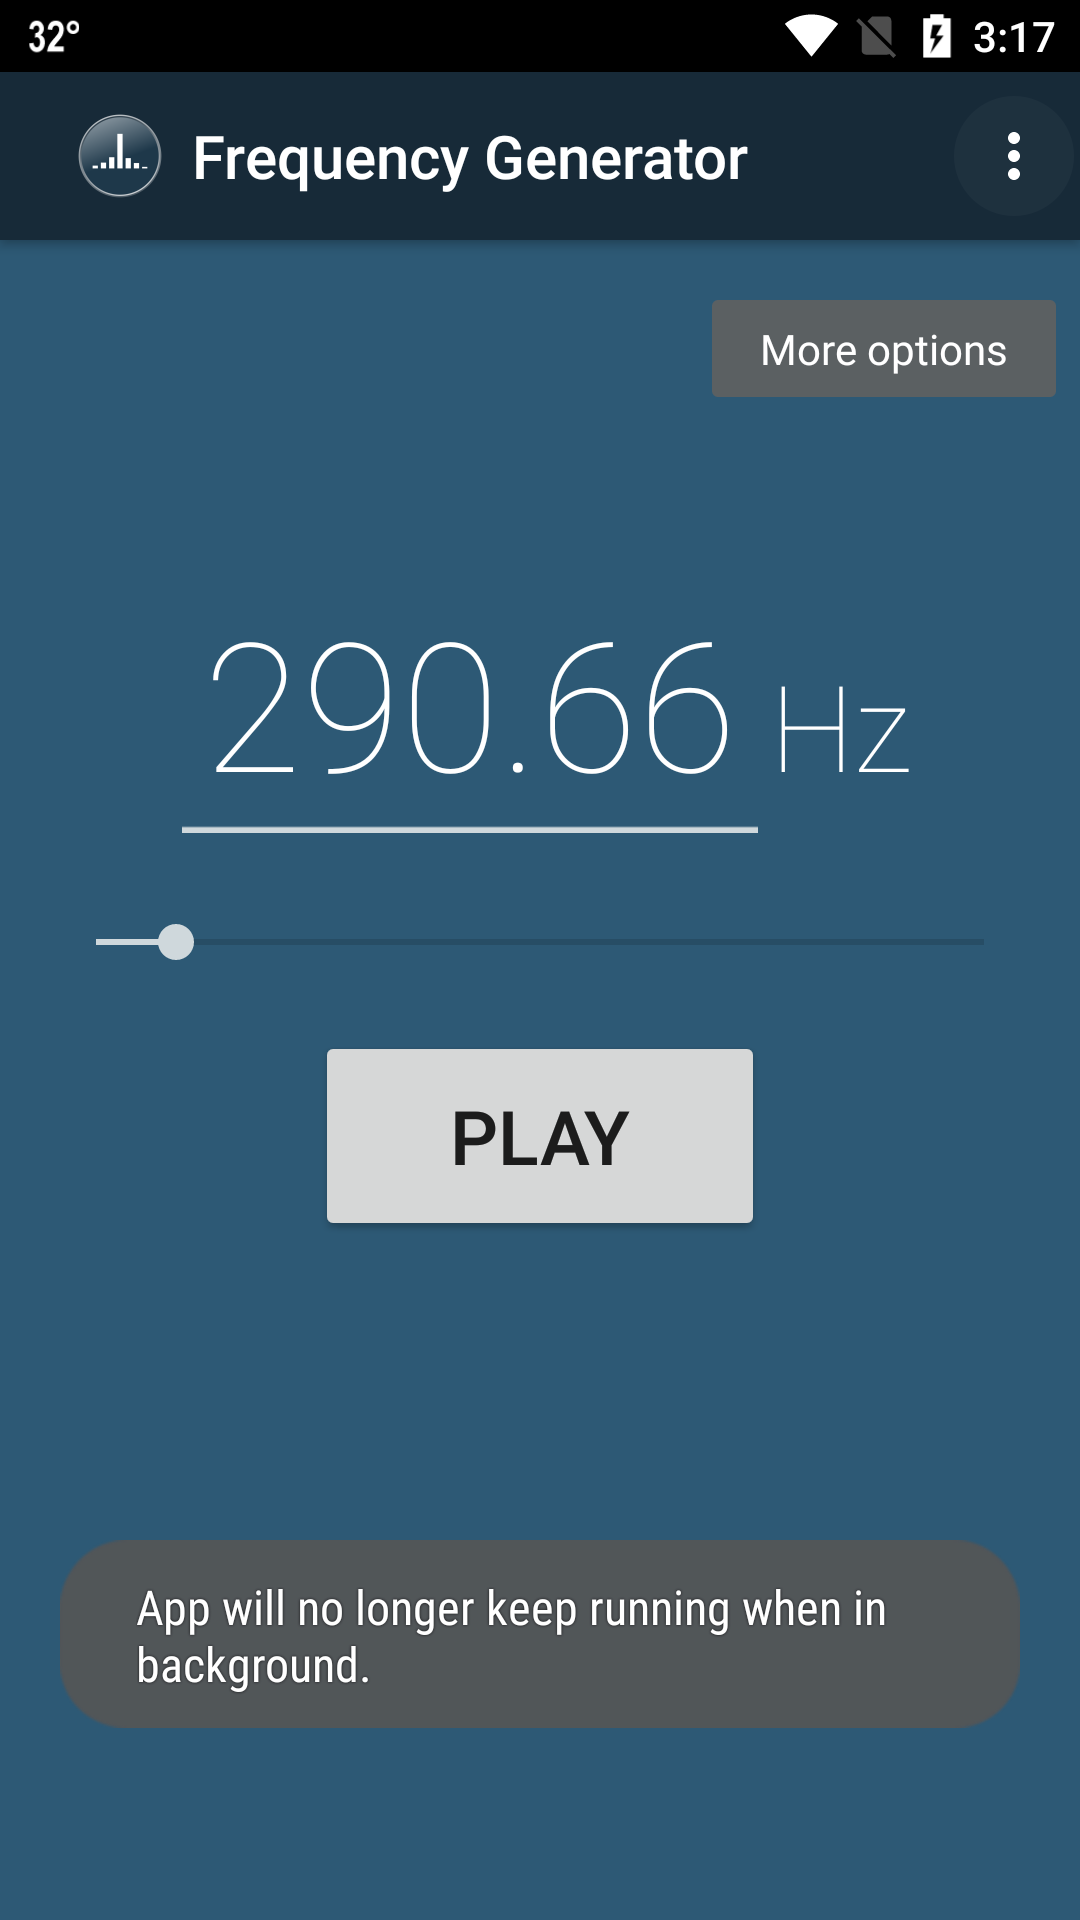 32°
3:17
Frequency Generator
More options
290.66 Hz
PLAY
App will no longer keep running when in
background.